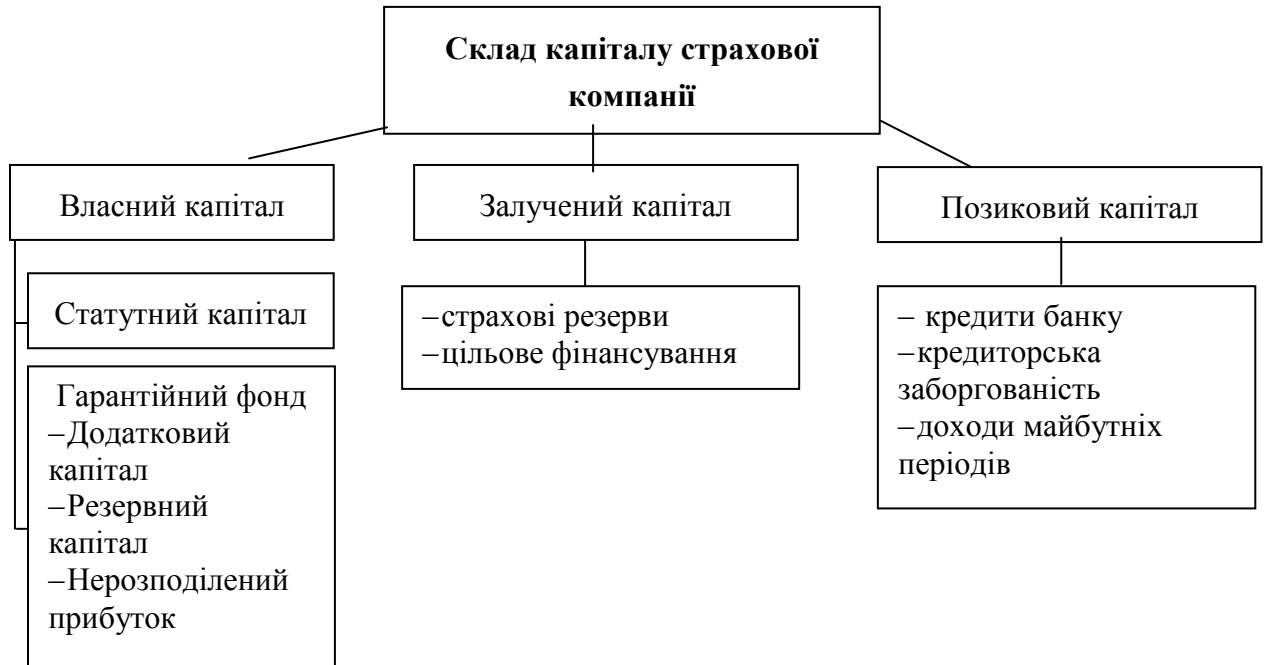 Склад капіталу страхової
компанії
Власний капітал
Залучений капітал
Позиковий капітал
Статутний капітал
Гарантійний фонд
–Додатковий
капітал
–Резервний
капітал
–Нерозподілений
прибуток
–страхові резерви
–цільове фінансування
– кредити банку
–кредиторська
заборгованість
–доходи майбутніх
періодів